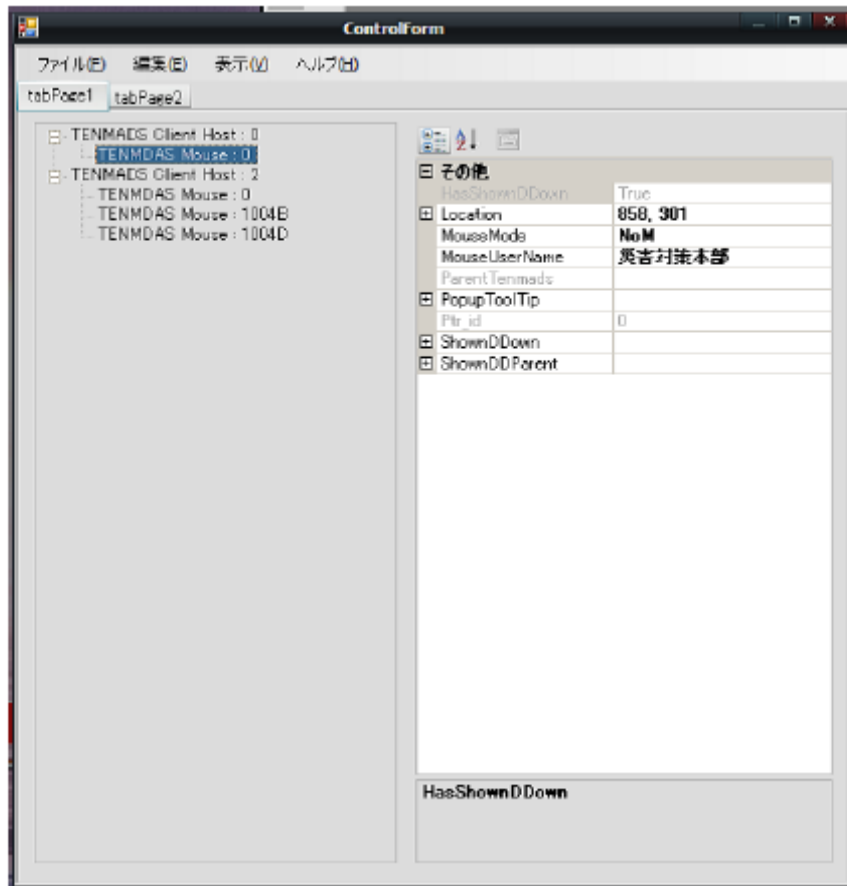 ControlForm
ファイル(F) 編集(E) 表示(V) ヘルプ(H)
tabPage1 tabPage2
TENMADS Client Host : 0
TENMDAS Mouse : 0
TENMADS Client Host : 2
TENMDAS Mouse : 0
TENMDAS Mouse : 1004B
TENMDAS Mouse : 1004D
その他
HasShownDDown True
Location 858, 301
MouseMode NoM
MouseUserName 災害対策本部
ParentTenmads
PopupToolTip
Ptr_id 0
ShownDDown
ShownDDParent
HasShownDDown